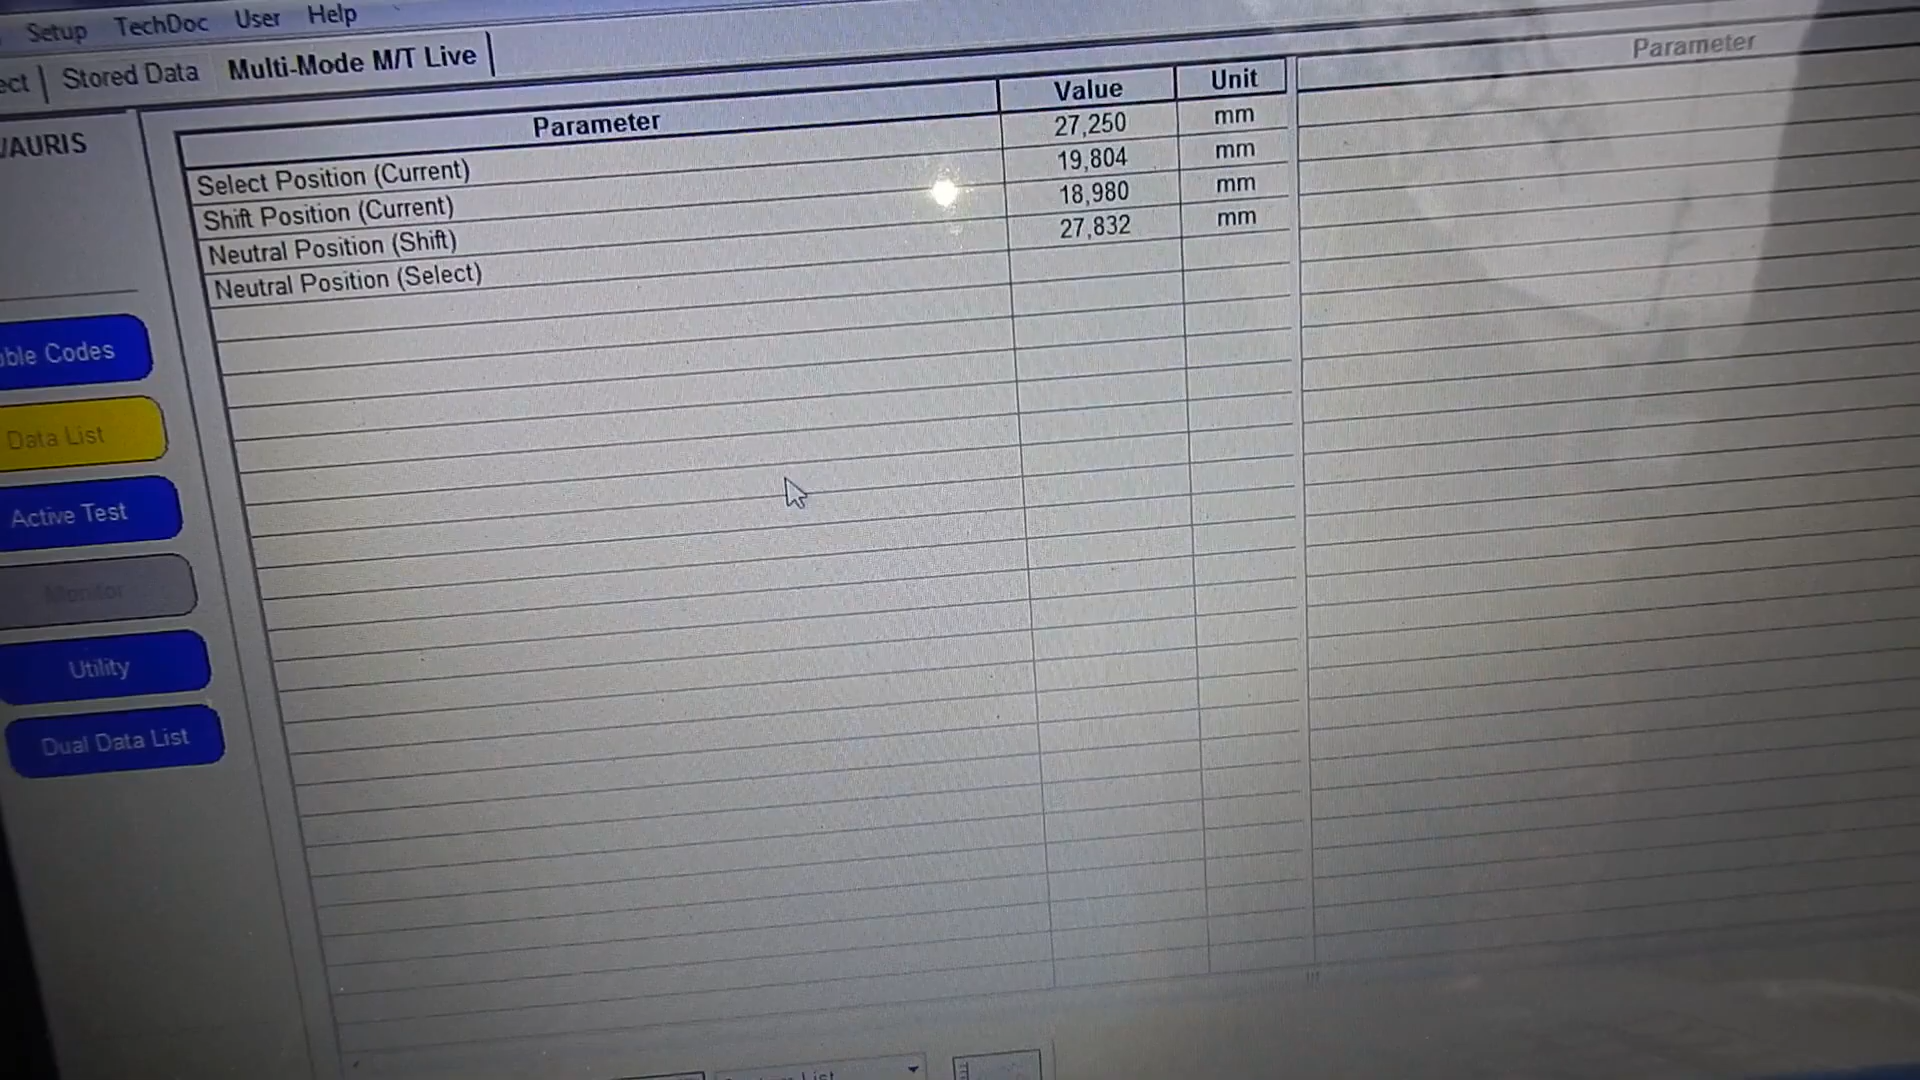 Setup TechDoc User Help
Stored Data Multi-Mode M/T Live
/AURIS
Parameter Value Unit Parameter
Select Position (Current) 27,250 mm
Shift Position (Current) 19,804 mm
Neutral Position (Shift) 18,980 mm
Neutral Position (Select) 27,832 mm
Codes
Data List
Active Test
Monitor
Utility
Dual Data List